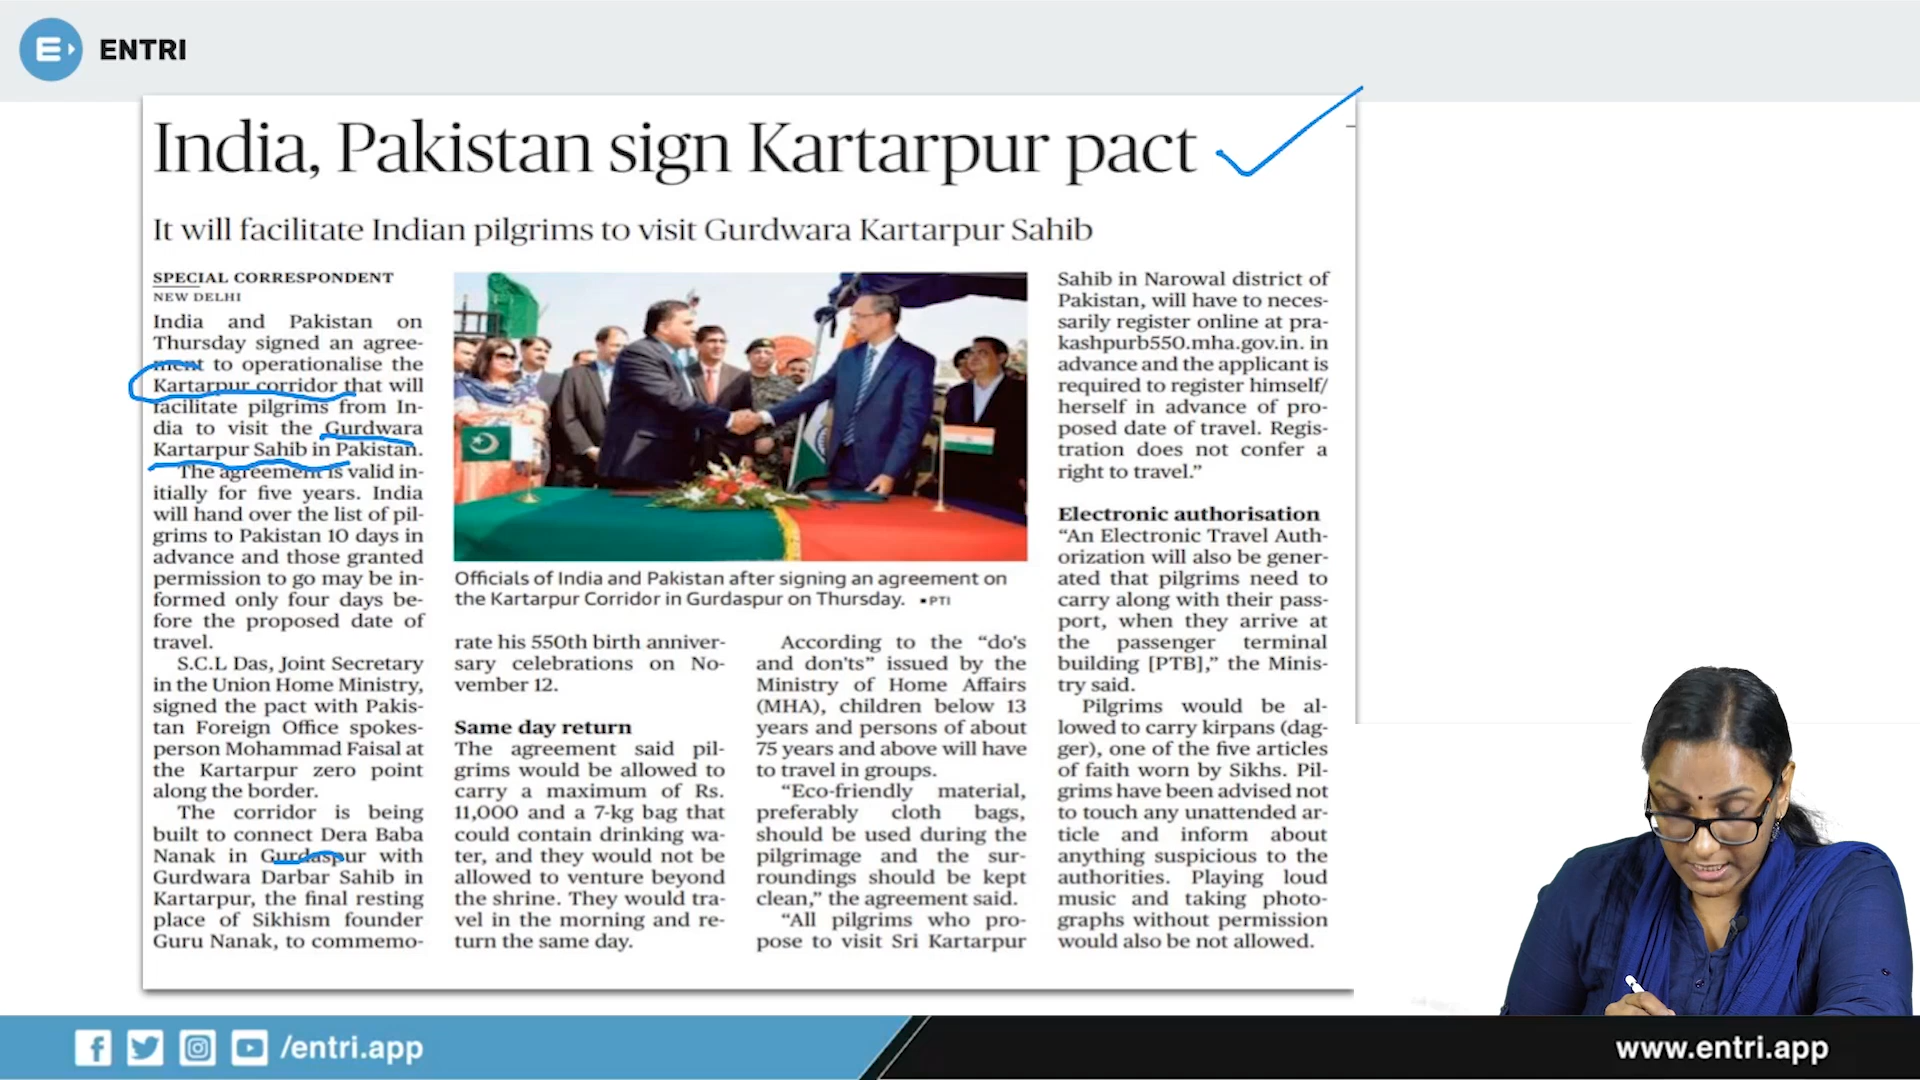 ENTRI
India, Pakistan sign Kartarpur pact
It will facilitate Indian pilgrims to visit Gurdwara Kartarpur Sahib
SPECIAL CORRESPONDENT
NEW DELHI
India and Pakistan on
Thursday signed an agree-
ment to operationalise the
Kartarpur corridor that will
facilitate pilgrims from In-
dia to visit the Gurdwara
Kartarpur Sahib in Pakistan.
The agreement is valid in-
itially for five years. India
will hand over the list of pil-
grims to Pakistan 10 days in
advance and those granted
permission to go may be in-
formed only four days be-
fore the proposed date of
travel.
S.C.L Das, Joint Secretary
in the Union Home Ministry,
signed the pact with Pakis-
tan Foreign Office spokes-
person Mohammad Faisal at
the Kartarpur zero point
along the border.
The corridor is being
built to connect Dera Baba
Nanak in Gurdaspur with
Gurdwara Darbar Sahib in
Kartarpur, the final resting
place of Sikhism founder
Guru Nanak, to commemo-
Officials of India and Pakistan after signing an agreement on
the Kartarpur Corridor in Gurdaspur on Thursday. ▪PTI
rate his 550th birth anniver-
sary celebrations on No-
vember 12.
Same day return
The agreement said pil-
grims would be allowed to
carry a maximum of Rs.
11,000 and a 7-kg bag that
could contain drinking wa-
ter, and they would not be
allowed to venture beyond
the shrine. They would tra-
vel in the morning and re-
turn the same day.
According to the “do's
and don'ts” issued by the
Ministry of Home Affairs
(MHA), children below 13
years and persons of about
75 years and above will have
to travel in groups.
“Eco-friendly material,
preferably cloth bags,
should be used during the
pilgrimage and the sur-
roundings should be kept
clean,” the agreement said.
“All pilgrims who pro-
pose to visit Sri Kartarpur
Sahib in Narowal district of
Pakistan, will have to neces-
sarily register online at pra-
kashpurb550.mha.gov.in. in
advance and the applicant is
required to register himself/
herself in advance of pro-
posed date of travel. Regis-
tration does not confer a
right to travel.”
Electronic authorisation
“An Electronic Travel Auth-
orization will also be gener-
ated that pilgrims need to
carry along with their pass-
port, when they arrive at
the passenger terminal
building [PTB],” the Minis-
try said.
Pilgrims would be al-
lowed to carry kirpans (dag-
ger), one of the five articles
of faith worn by Sikhs. Pil-
grims have been advised not
to touch any unattended ar-
ticle and inform about
anything suspicious to the
authorities. Playing loud
music and taking photo-
graphs without permission
would also be not allowed.
/entri.app
www.entri.app